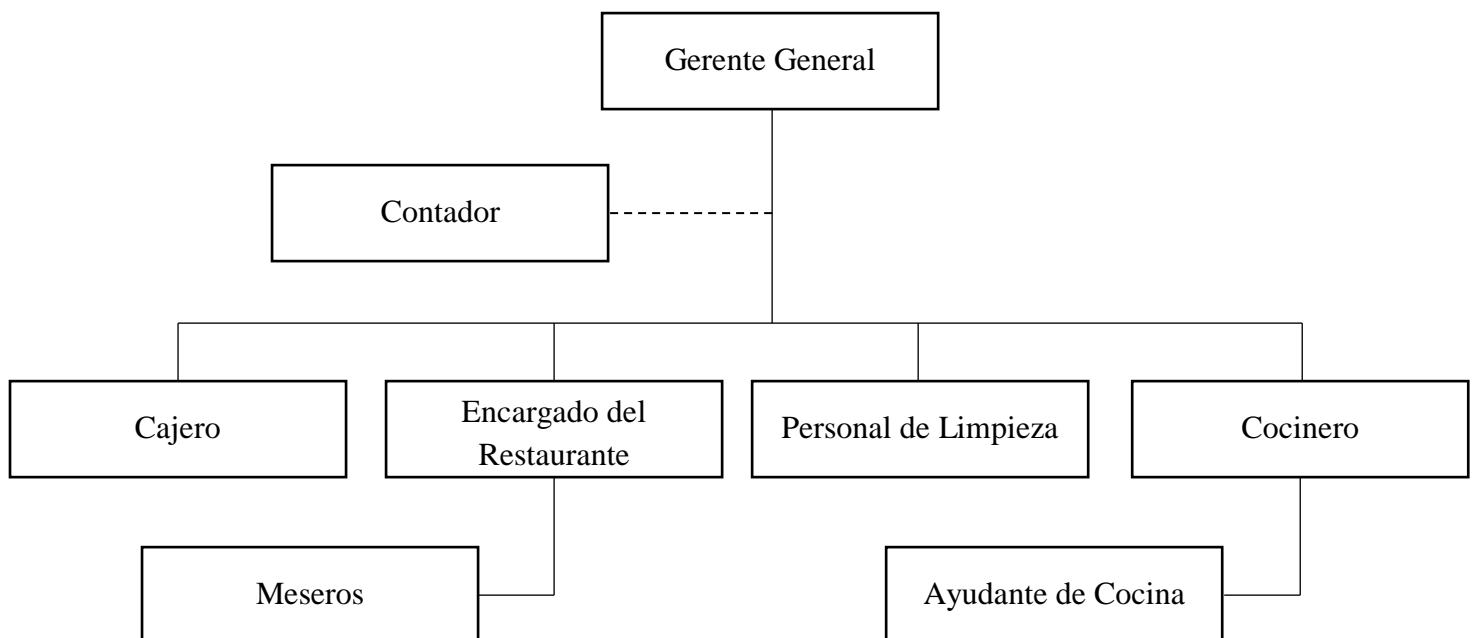 Gerente General
Contador
Cajero
Encargado del
Restaurante
Personal de Limpieza
Cocinero
Meseros
Ayudante de Cocina